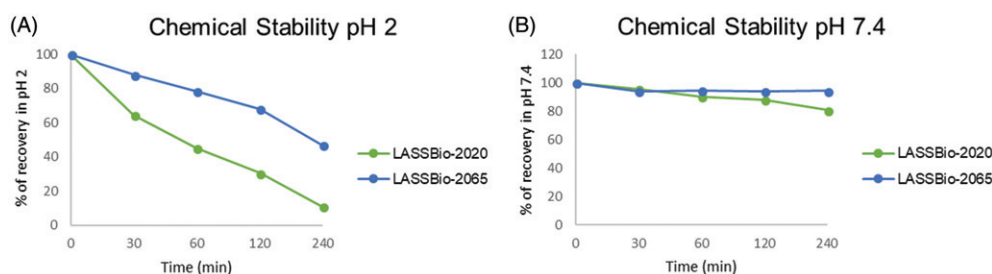 (A)
Chemical Stability pH 2
% of recovery in pH 2
100
80
60
40
20
0
0 30 60 120 240
Time (min)
LASSBio-2020
LASSBio-2065
(B)
Chemical Stability pH 7.4
% of recovery in pH 7.4
120
100
80
60
40
20
0
0 30 60 120 240
Time (min)
LASSBio-2020
LASSBio-2065